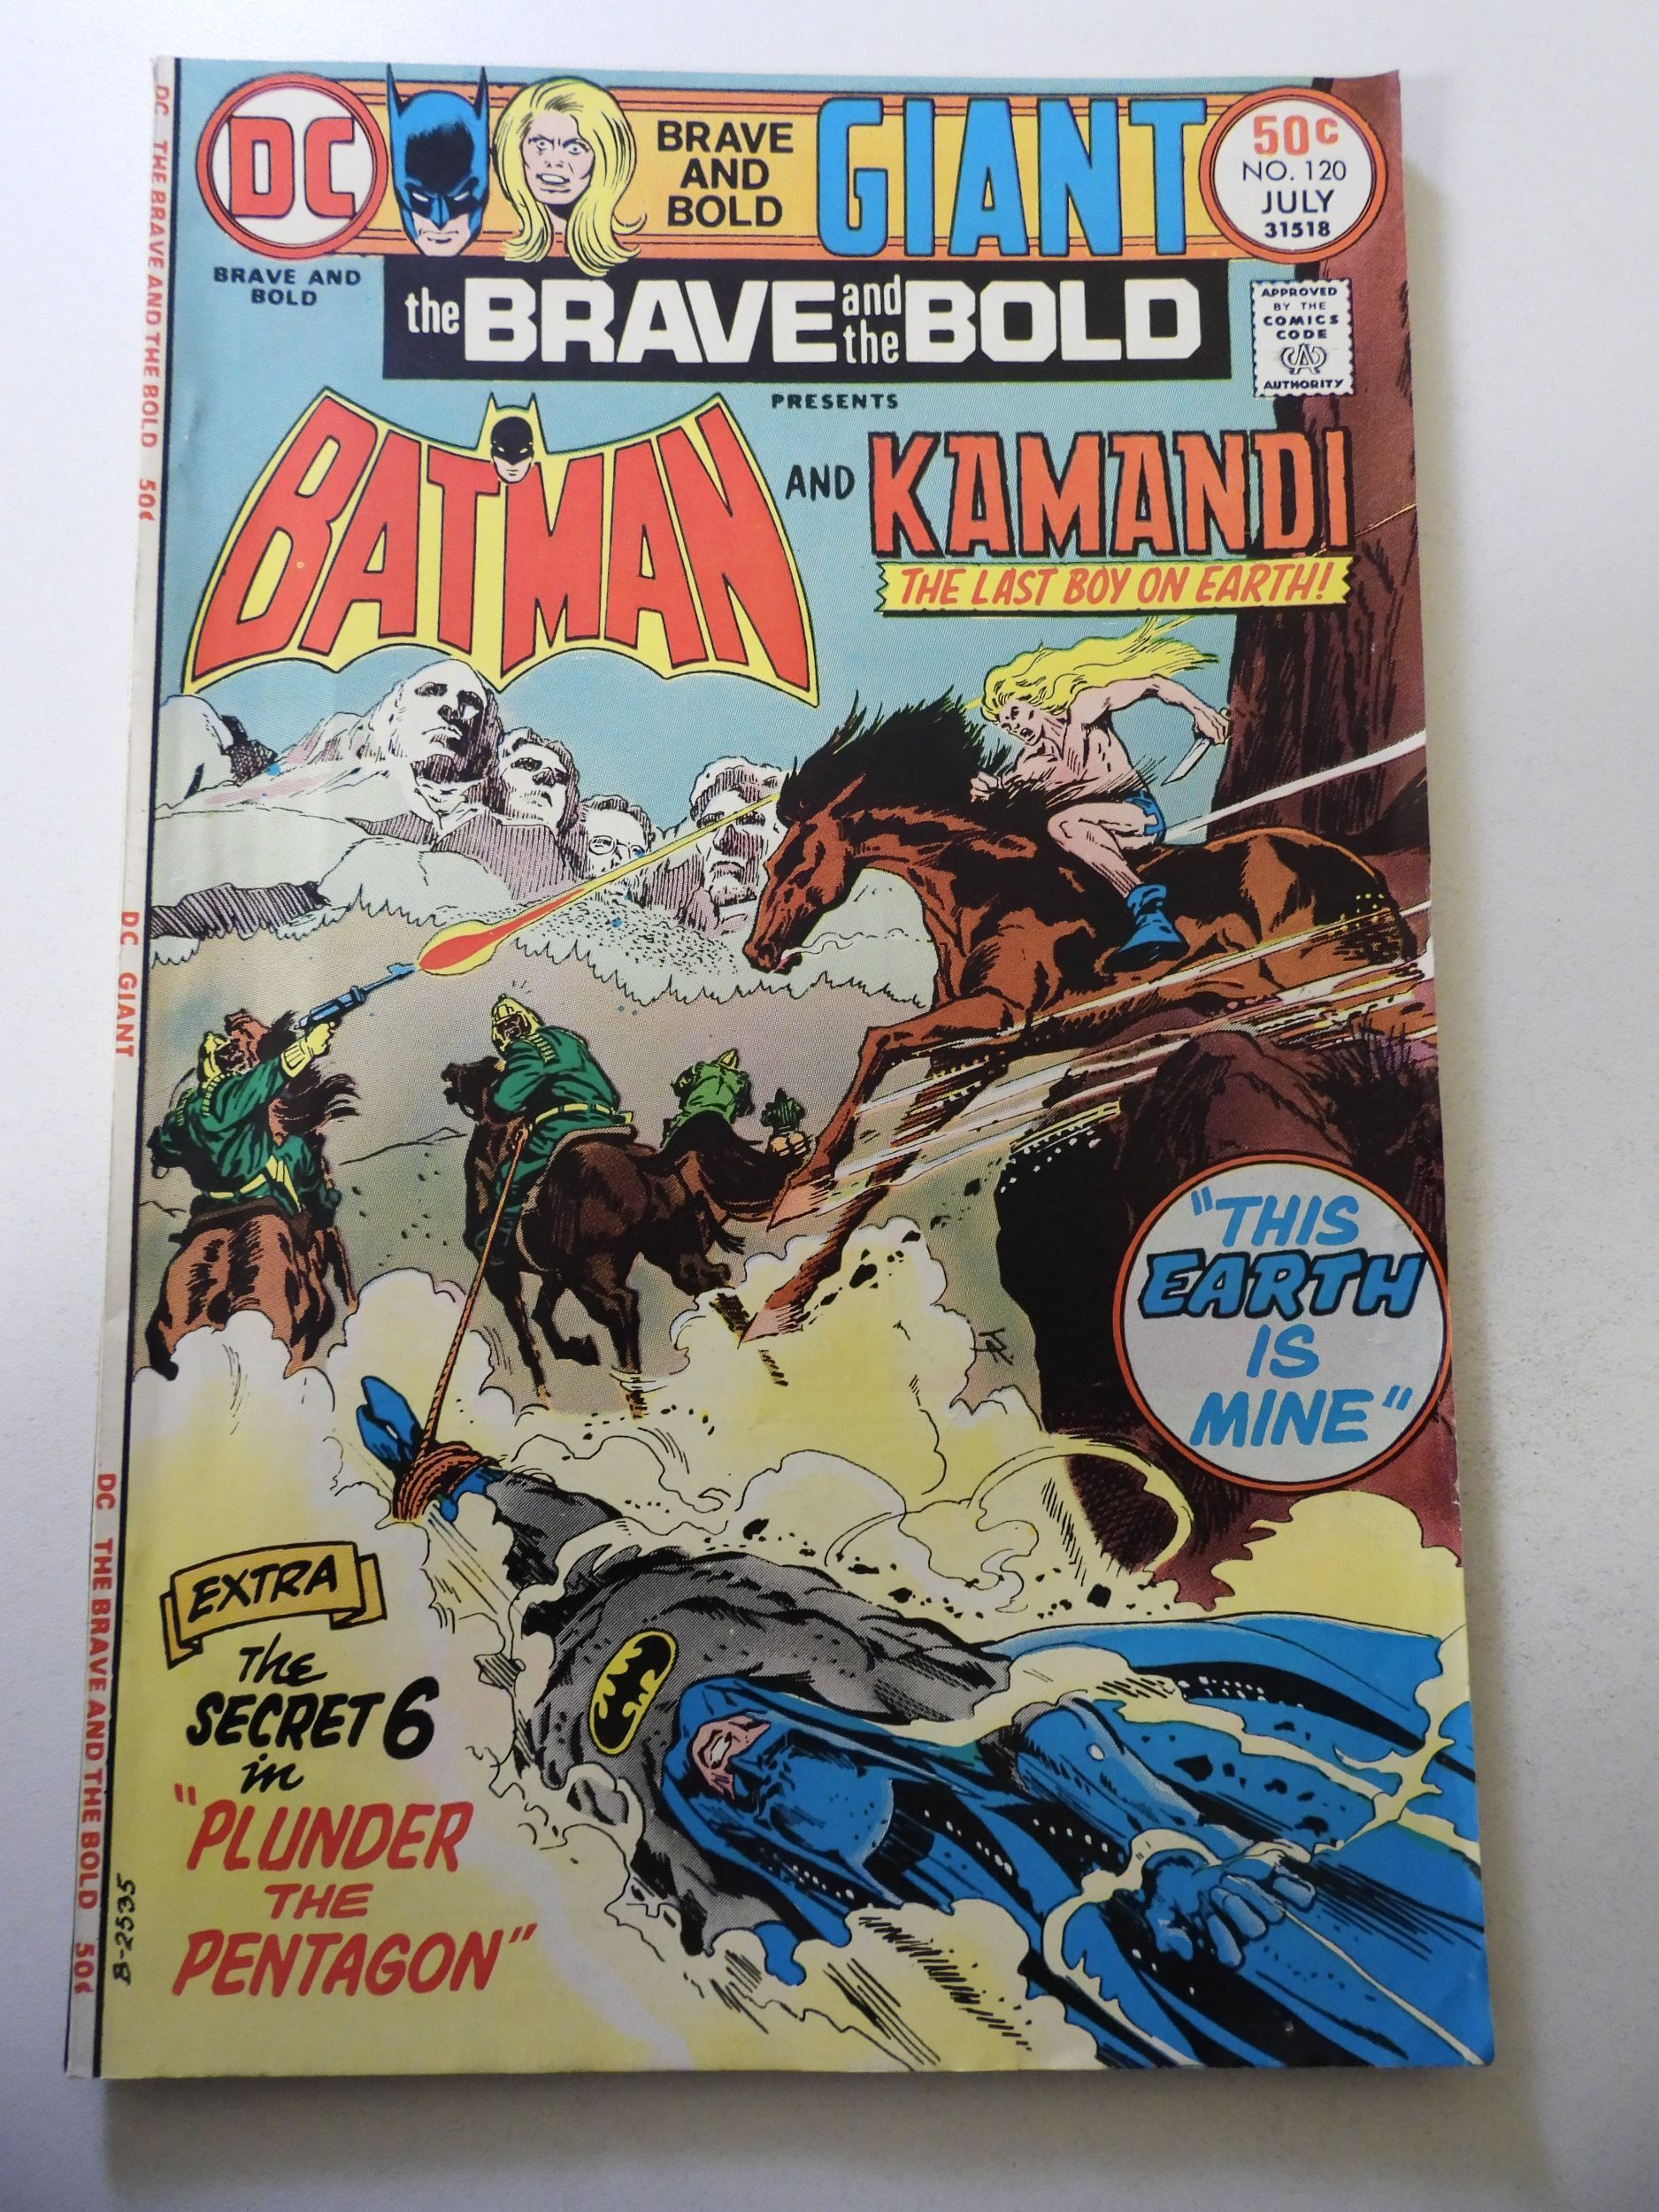 DC
BRAVE
AND
BOLD
GIANT
50¢
NO. 120
JULY
31518
BRAVE AND
BOLD
the BRAVE and the BOLD
APPROVED
BY THE
COMICS
CODE
CA
AUTHORITY
PRESENTS
BATMAN
AND KAMANDI
THE LAST BOY ON EARTH!
"THIS
EARTH
IS
MINE"
EXTRA
The
SECRET 6
in
"PLUNDER
THE
PENTAGON"
B-2535
DC THE BRAVE AND THE BOLD 50¢
DC GIANT
DC THE BRAVE AND THE BOLD 50¢